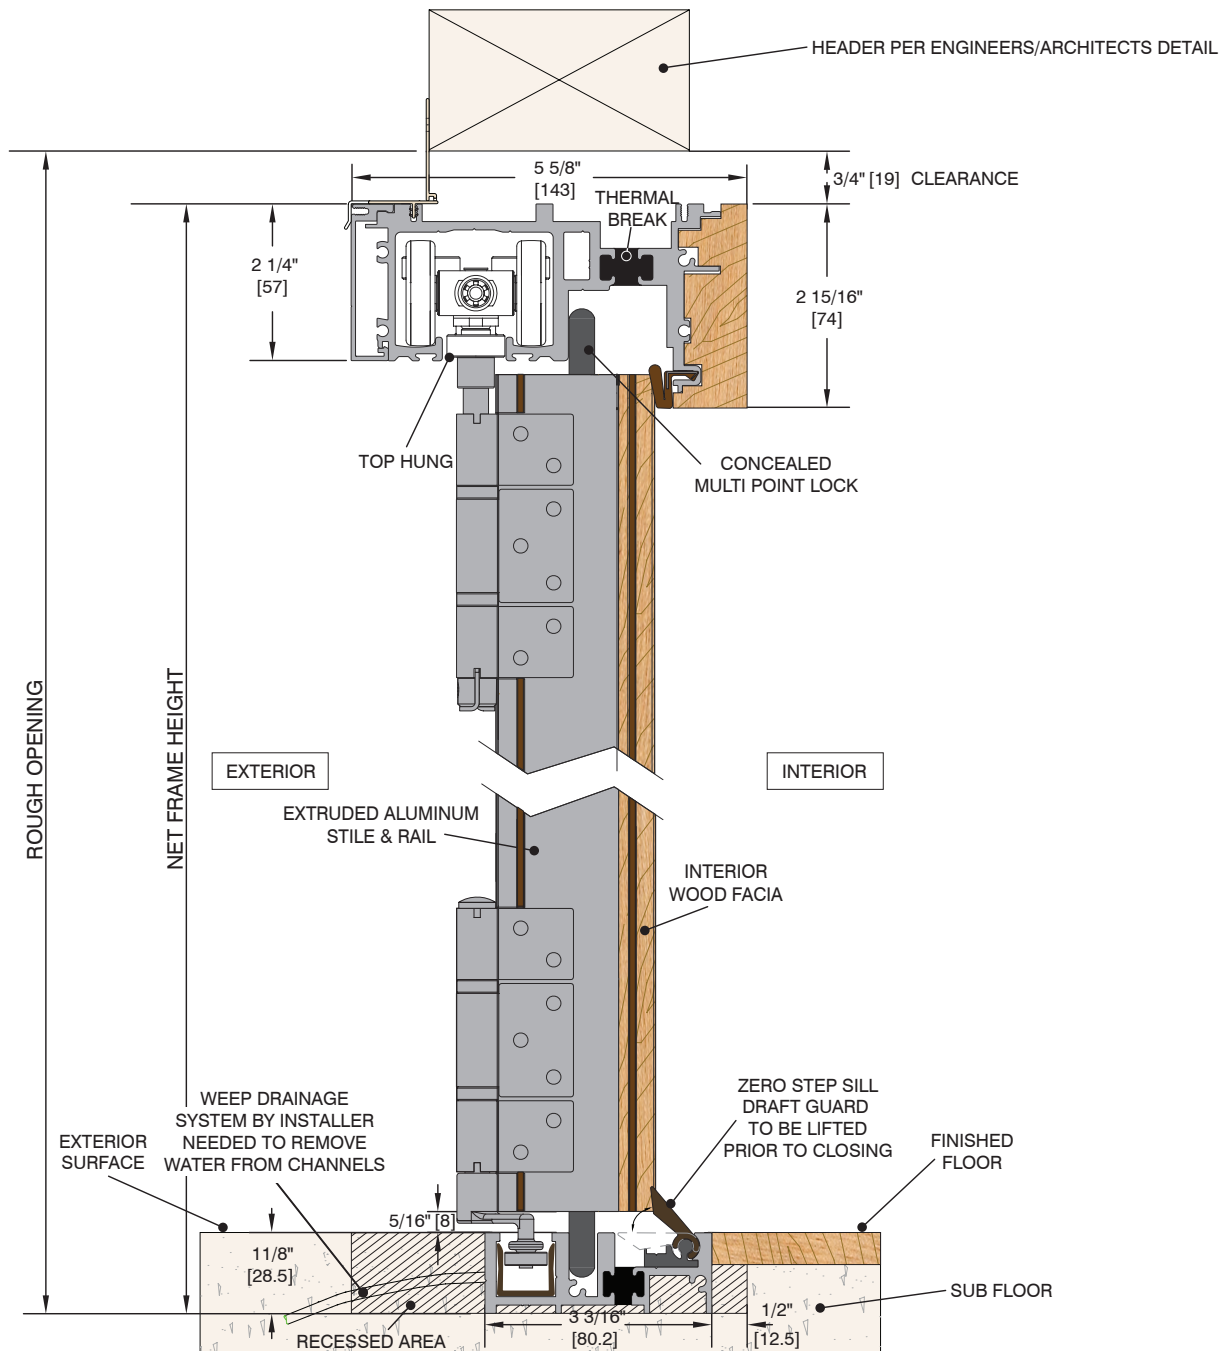 HEADER PER ENGINEERS/ARCHITECTS DETAIL
5 5/8"
[143]
3/4" [19] CLEARANCE
THERMAL
BREAK
2 1/4"
[57]
2 15/16"
[74]
TOP HUNG
CONCEALED
MULTI POINT LOCK
ROUGH OPENING
NET FRAME HEIGHT
EXTERIOR
INTERIOR
EXTRUDED ALUMINUM
STILE & RAIL
INTERIOR
WOOD FACIA
WEEP DRAINAGE
SYSTEM BY INSTALLER
NEEDED TO REMOVE
WATER FROM CHANNELS
EXTERIOR
SURFACE
ZERO STEP SILL
DRAFT GUARD
TO BE LIFTED
PRIOR TO CLOSING
FINISHED
FLOOR
5/16" [8]
11/8"
[28.5]
SUB FLOOR
RECESSED AREA
3 3/16"
[80.2]
1/2"
[12.5]